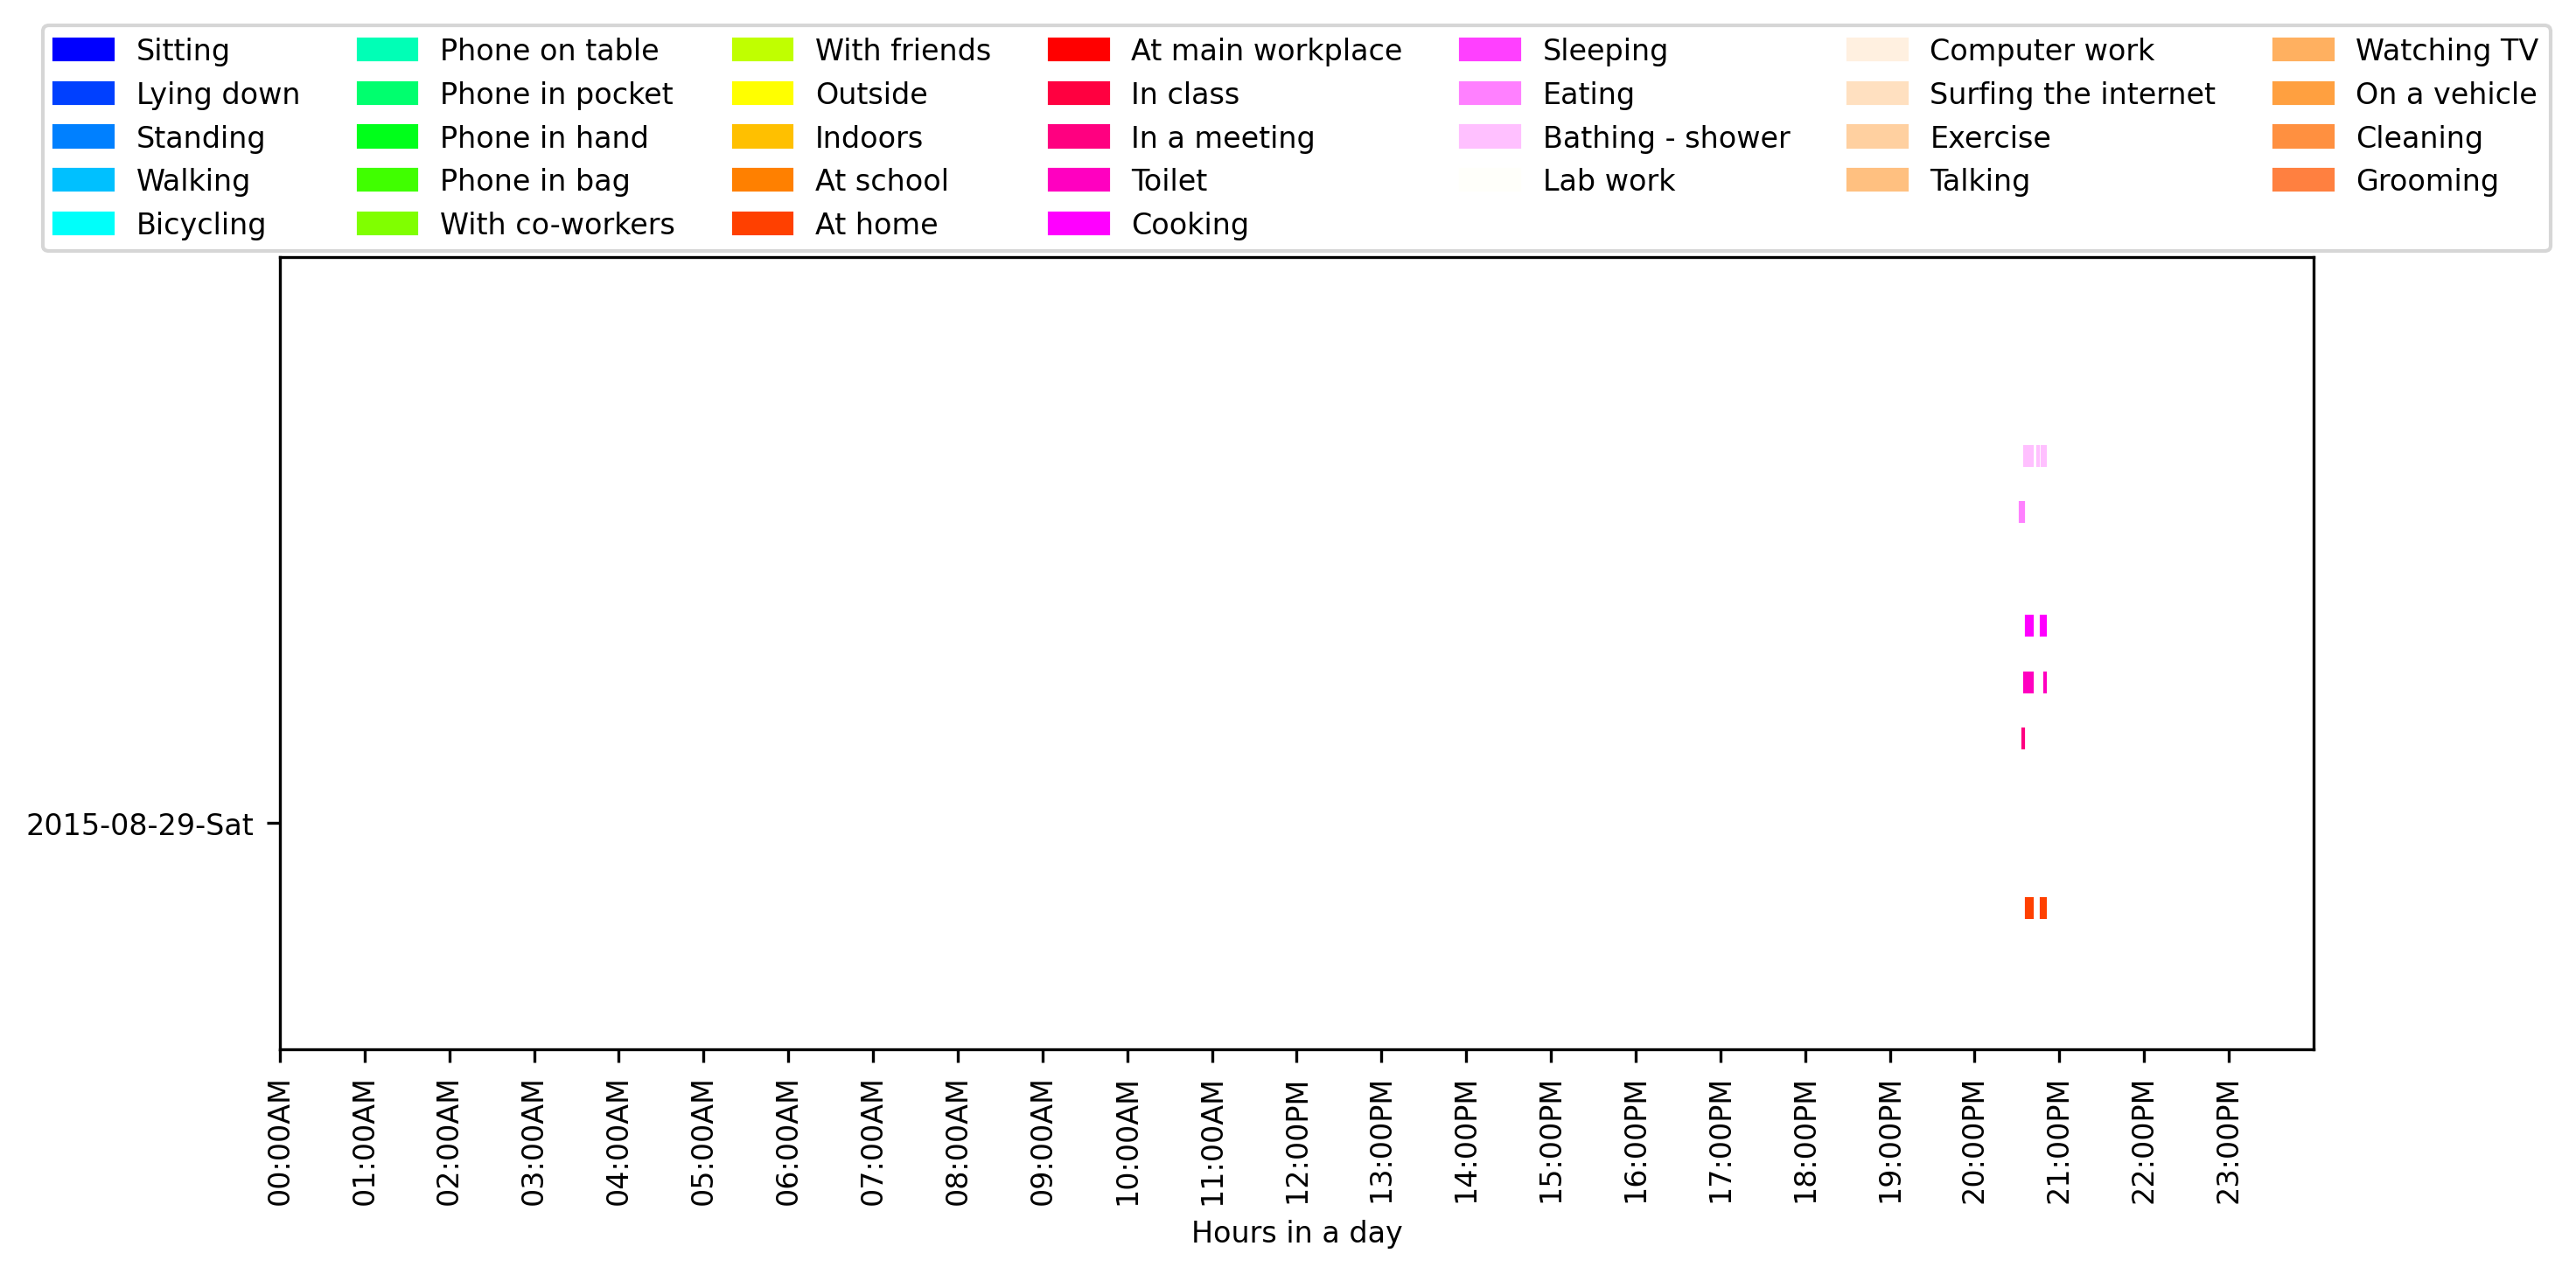 Sitting Phone on table With friends At main workplace Sleeping Computer work Watching TV
Lying down Phone in pocket Outside In class Eating Surfing the internet On a vehicle
Standing Phone in hand Indoors In a meeting Bathing - shower Exercise Cleaning
Walking Phone in bag At school Toilet Lab work Talking Grooming
Bicycling With co-workers At home Cooking
2015-08-29-Sat
00:00AM 01:00AM 02:00AM 03:00AM 04:00AM 05:00AM 06:00AM 07:00AM 08:00AM 09:00AM 10:00AM 11:00AM 12:00PM 13:00PM 14:00PM 15:00PM 16:00PM 17:00PM 18:00PM 19:00PM 20:00PM 21:00PM 22:00PM 23:00PM
Hours in a day